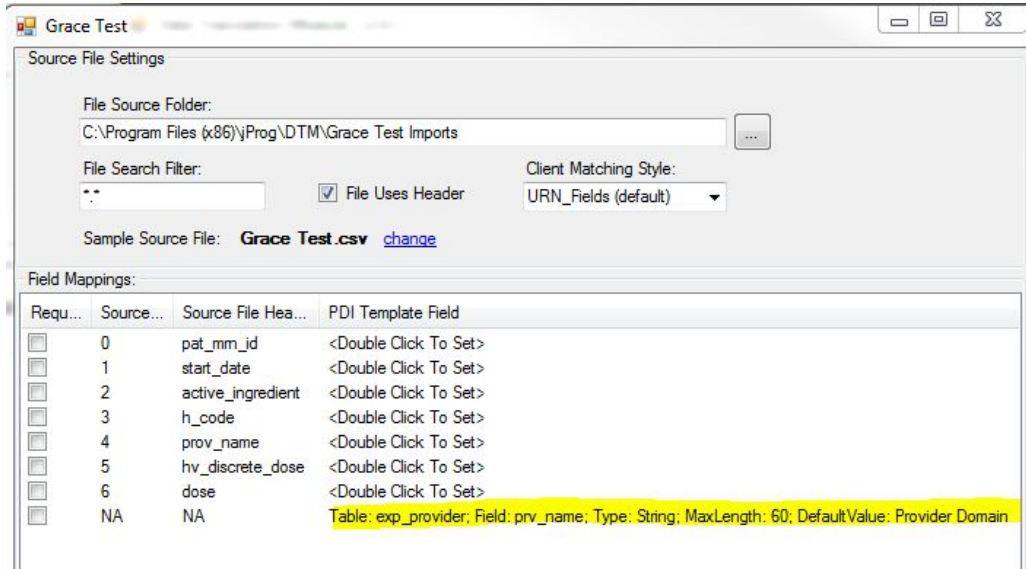 Grace Test
Source File Settings
File Source Folder:
C:\Program Files (x86)\jProg\DTM\Grace Test Imports
...
File Search Filter:
Client Matching Style:
*.*
File Uses Header
URN_Fields (default)
Sample Source File: Grace Test.csv change
Field Mappings:
Requ... Source... Source File Hea... PDI Template Field
0 pat_mrn_id <Double Click To Set>
1 start_date <Double Click To Set>
2 active_ingredient <Double Click To Set>
3 h_code <Double Click To Set>
4 prov_name <Double Click To Set>
5 hv_discrete_dose <Double Click To Set>
6 dose <Double Click To Set>
NA NA Table: exp_provider; Field: prv_name; Type: String; MaxLength: 60; DefaultValue: Provider Domain